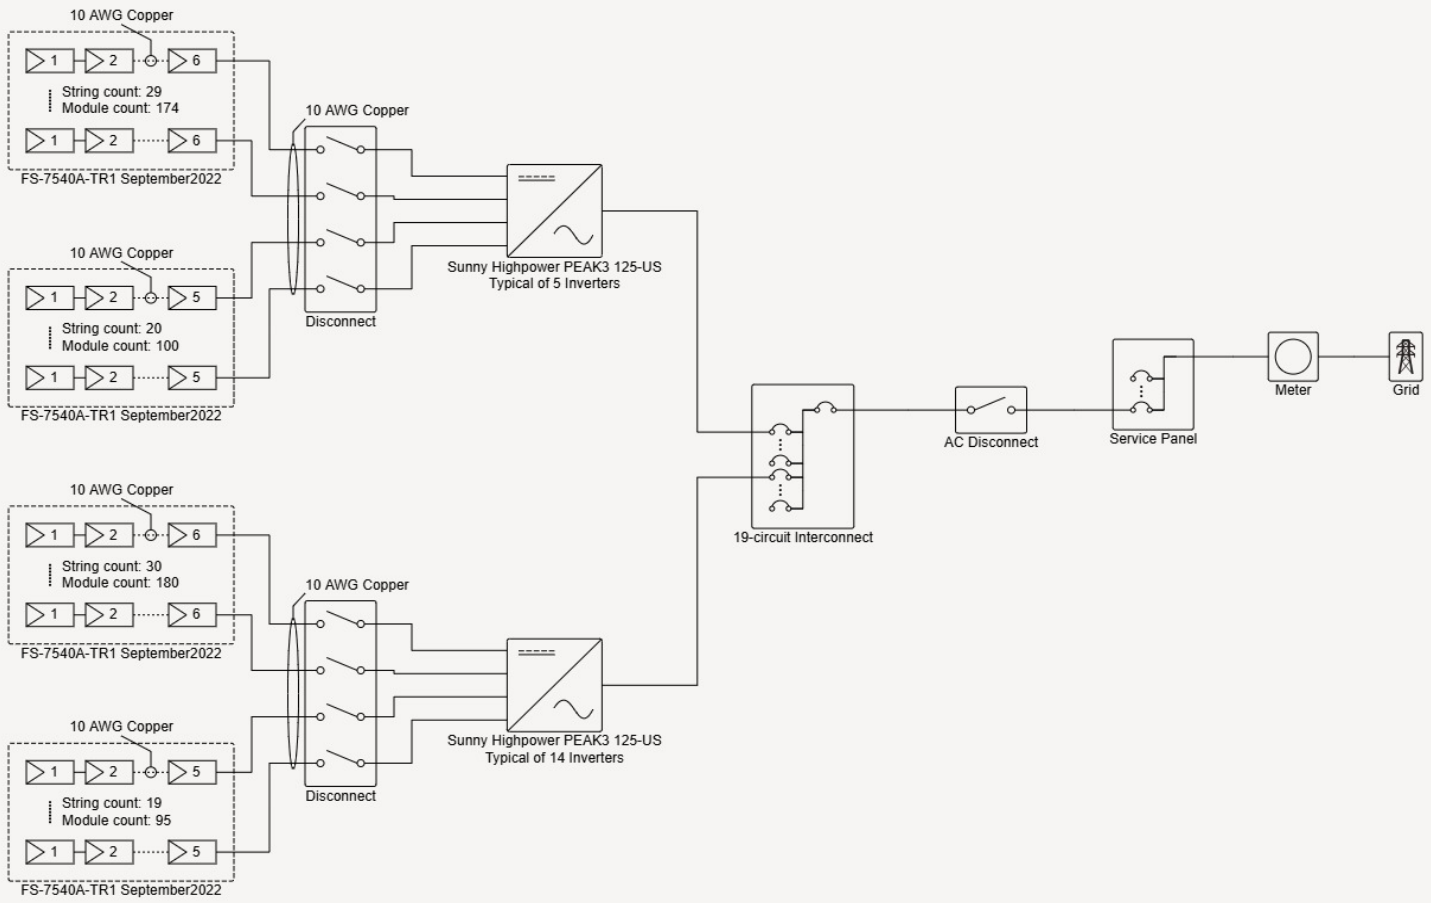 10 AWG Copper
1 2 6
String count: 29
Module count: 174
1 2 6
FS-7540A-TR1 September2022
10 AWG Copper
1 2 5
String count: 20
Module count: 100
1 2 5
FS-7540A-TR1 September2022
10 AWG Copper
Disconnect
Sunny Highpower PEAK3 125-US
Typical of 5 Inverters
10 AWG Copper
1 2 6
String count: 30
Module count: 180
1 2 6
FS-7540A-TR1 September2022
10 AWG Copper
1 2 5
String count: 19
Module count: 95
1 2 5
FS-7540A-TR1 September2022
10 AWG Copper
Disconnect
Sunny Highpower PEAK3 125-US
Typical of 14 Inverters
19-circuit Interconnect
AC Disconnect
Service Panel
Meter
Grid